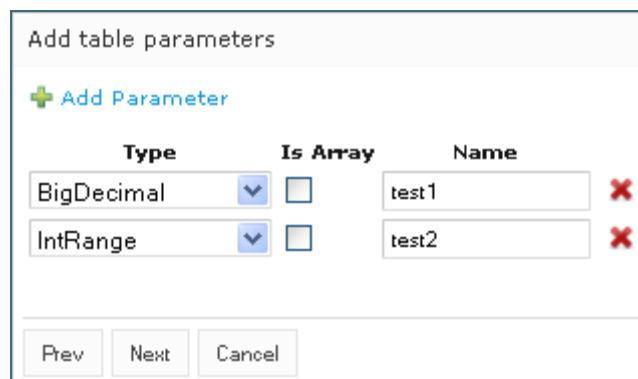 Add table parameters
Add Parameter
Type Is Array Name
BigDecimal test1
IntRange test2
Prev Next Cancel